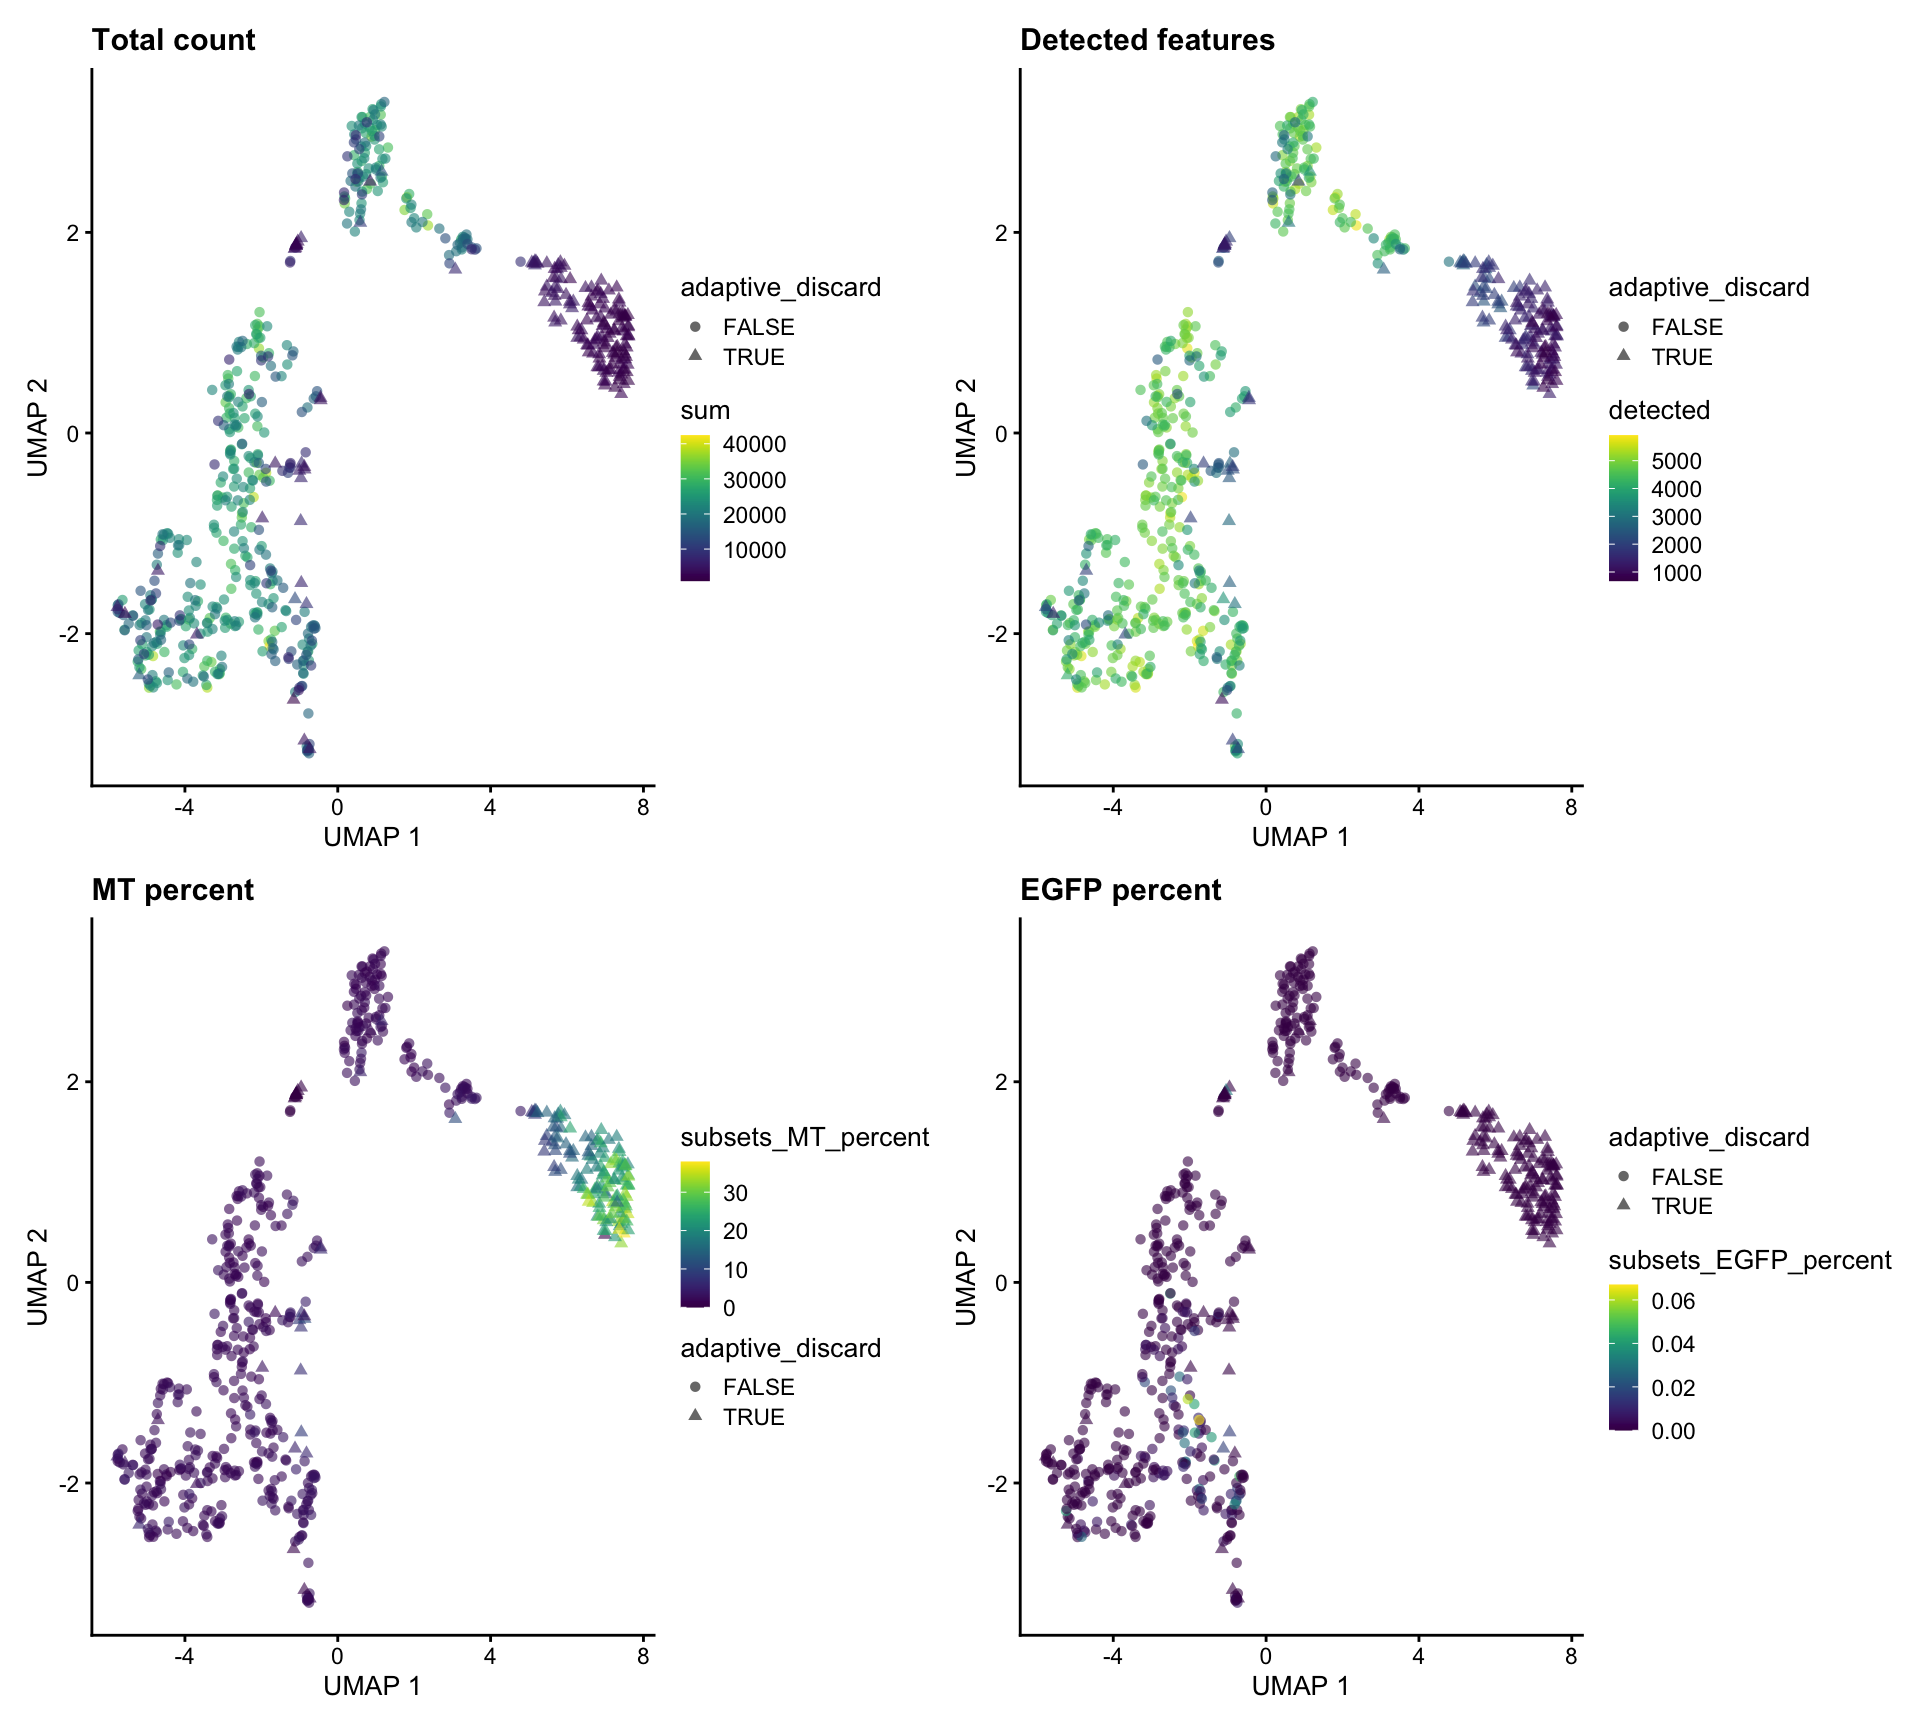 Total count
2
0
-2
UMAP 2
-4 0 4 8
UMAP 1
adaptive_discard
FALSE
TRUE
sum
40000
30000
20000
10000
Detected features
2
0
-2
UMAP 2
-4 0 4 8
UMAP 1
adaptive_discard
FALSE
TRUE
detected
5000
4000
3000
2000
1000
MT percent
2
0
-2
UMAP 2
-4 0 4 8
UMAP 1
subsets_MT_percent
30
20
10
0
adaptive_discard
FALSE
TRUE
EGFP percent
2
0
-2
UMAP 2
-4 0 4 8
UMAP 1
adaptive_discard
FALSE
TRUE
subsets_EGFP_percent
0.06
0.04
0.02
0.00